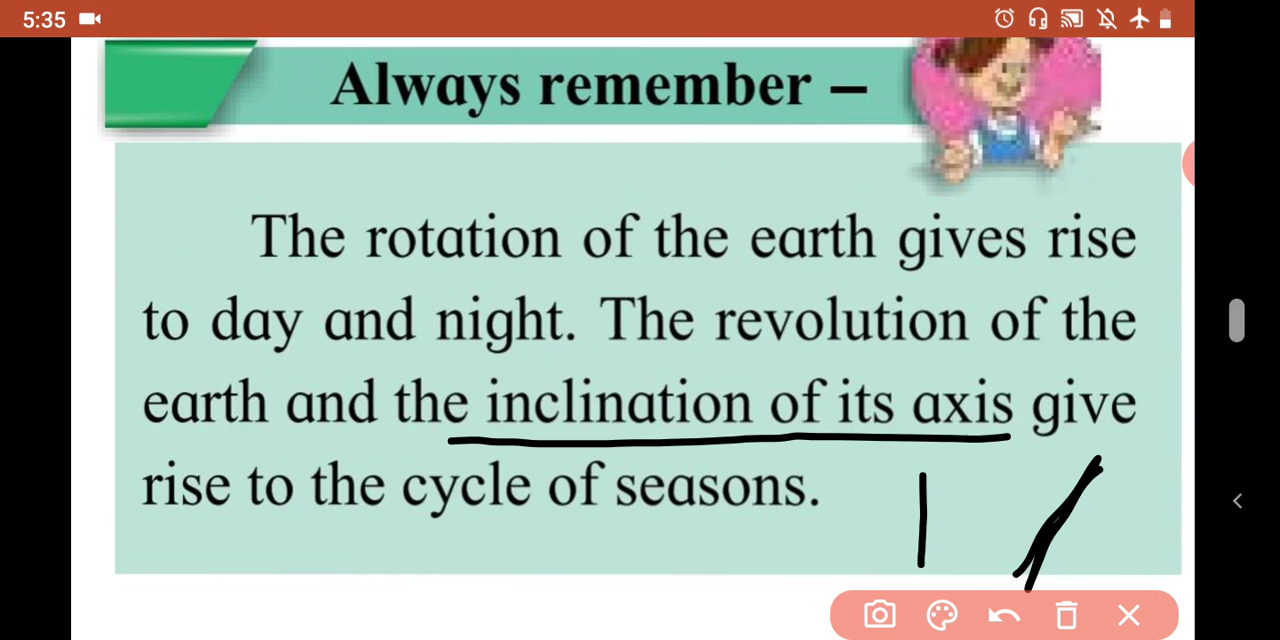 5:35
Always remember –
The rotation of the earth gives rise
to day and night. The revolution of the
earth and the inclination of its axis give
rise to the cycle of seasons.